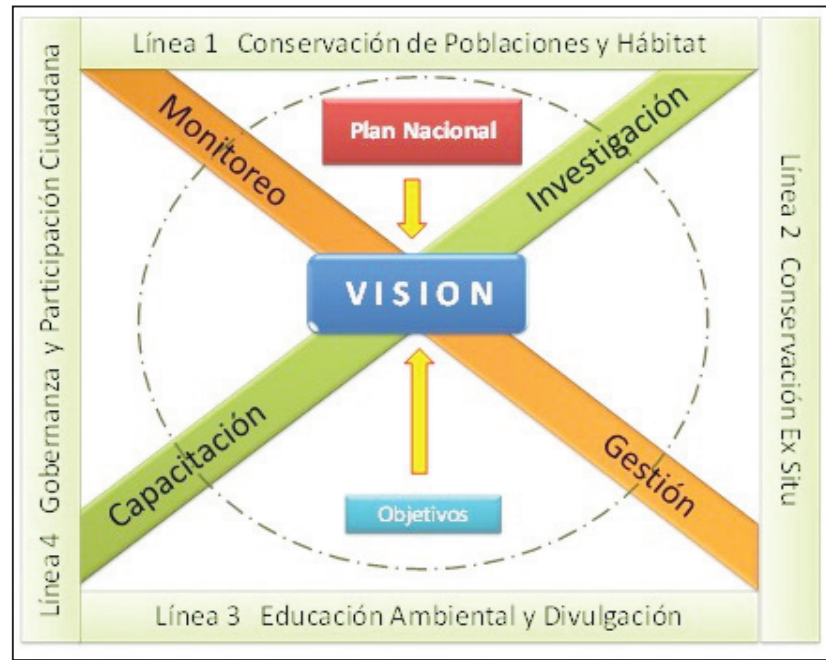 Línea 1 Conservación de Poblaciones y Hábitat
Monitoreo
Plan Nacional
Investigación
Línea 4 Gobernanza y Participación Ciudadana
VISION
Línea 2 Conservación Ex Situ
Capacitación
Gestión
Objetivos
Línea 3 Educación Ambiental y Divulgación